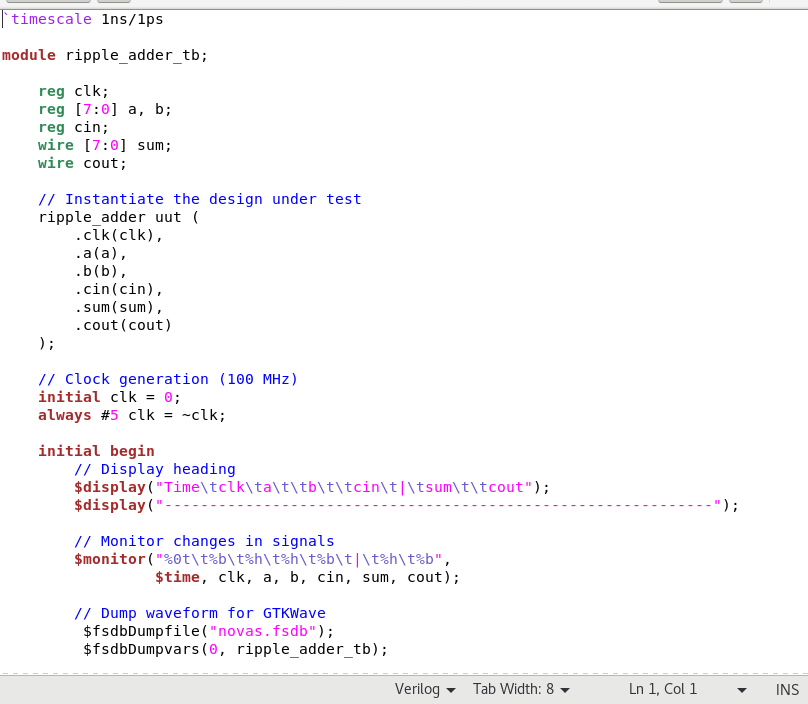 `timescale 1ns/1ps
module ripple_adder_tb;
reg clk;
reg [7:0] a, b;
reg cin;
wire [7:0] sum;
wire cout;
// Instantiate the design under test
ripple_adder uut (
.clk(clk),
.a(a),
.b(b),
.cin(cin),
.sum(sum),
.cout(cout)
);
// Clock generation (100 MHz)
initial clk = 0;
always #5 clk = ~clk;
initial begin
// Display heading
$display("Time\tclk\ta\t\tb\t\tcin\t|\tsum\t\tcout");
$display("-------------------------------------------------------------");
// Monitor changes in signals
$monitor("%0t\t%b\t%h\t%h\t%b\t|\t%h\t%b",
$time, clk, a, b, cin, sum, cout);
// Dump waveform for GTKWave
$fsdbDumpfile("novas.fsdb");
$fsdbDumpvars(0, ripple_adder_tb);
Verilog Tab Width: 8 Ln 1, Col 1 INS